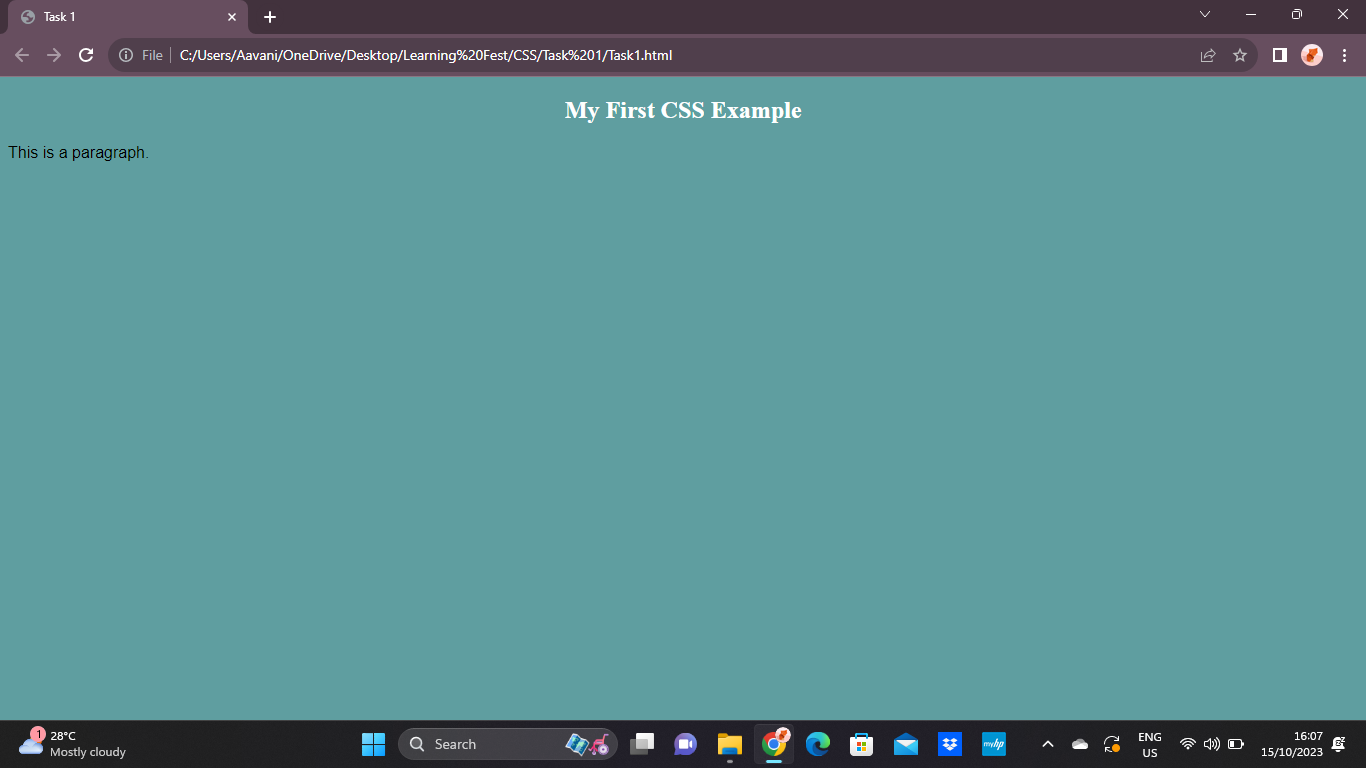 Task 1
File
C:/Users/Aavani/OneDrive/Desktop/Learning%20Fest/CSS/Task%201/Task1.html
My First CSS Example
This is a paragraph.
1
28°C
Mostly cloudy
Search
myhp
ENG
US
16:07
15/10/2023